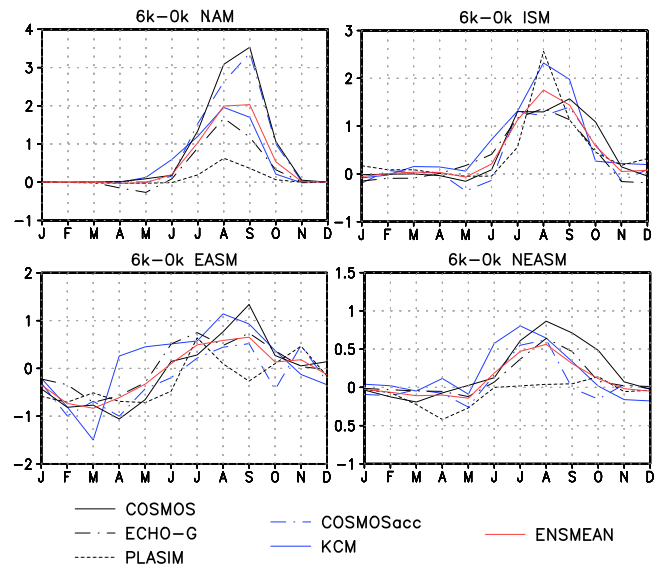 6k-0k NAM
4
3
2
1
0
-1
J F M A M J J A S O N D
6k-0k ISM
3
2
1
0
-1
J F M A M J J A S O N D
6k-0k EASM
2
1
0
-1
-2
J F M A M J J A S O N D
6k-0k NEASM
1.5
1
0.5
0
0.5
-1
J F M A M J J A S O N D
COSMOS
ECHO-G
PLASIM
COSMOSacc
KCM
ENSMEAN